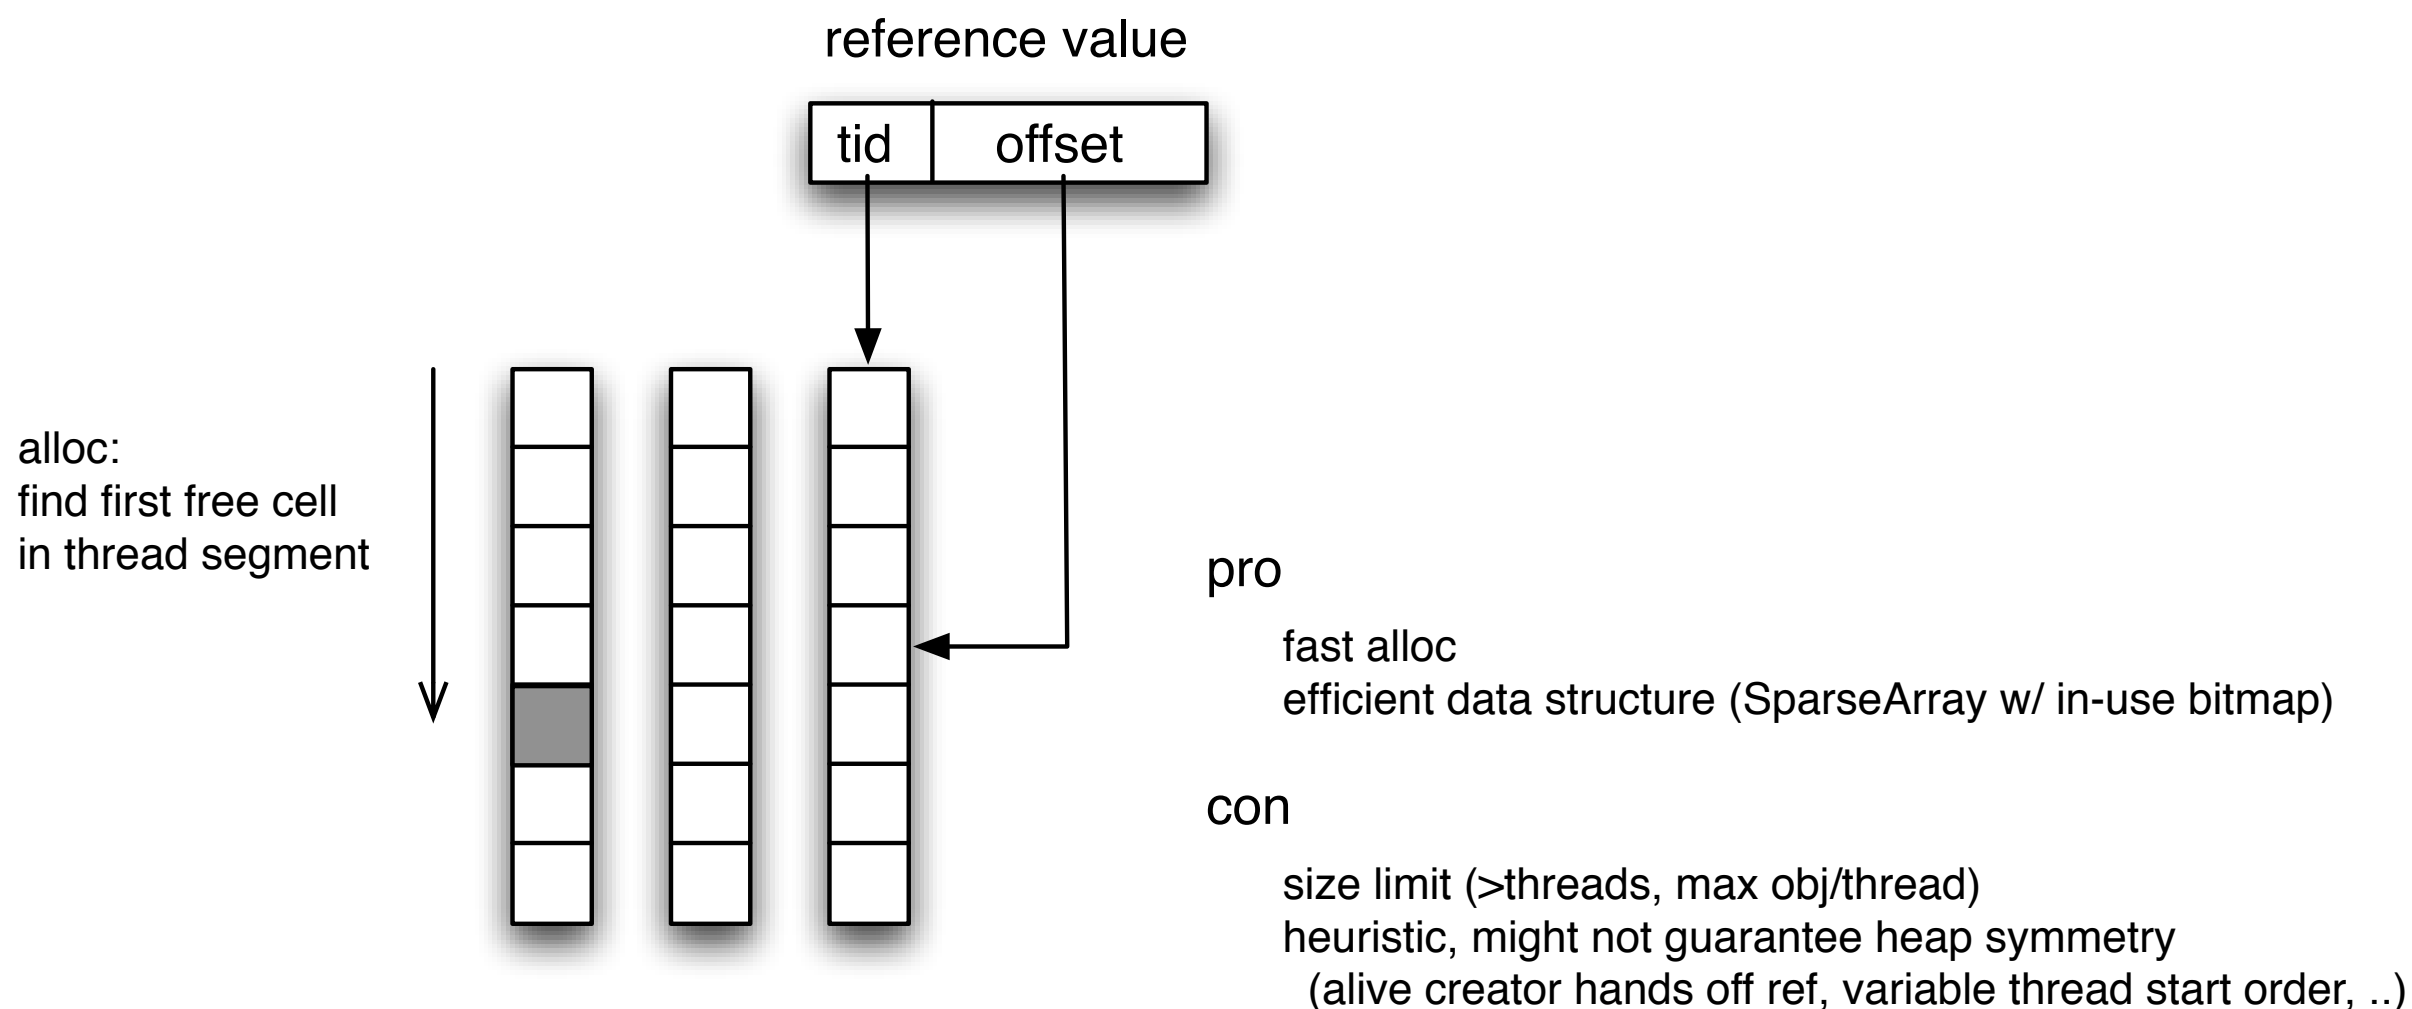 reference value
tid offset
alloc:
find first free cell
in thread segment
pro
fast alloc
efficient data structure (SparseArray w/ in-use bitmap)
con
size limit (>threads, max obj/thread)
heuristic, might not guarantee heap symmetry
(alive creator hands off ref, variable thread start order, ..)